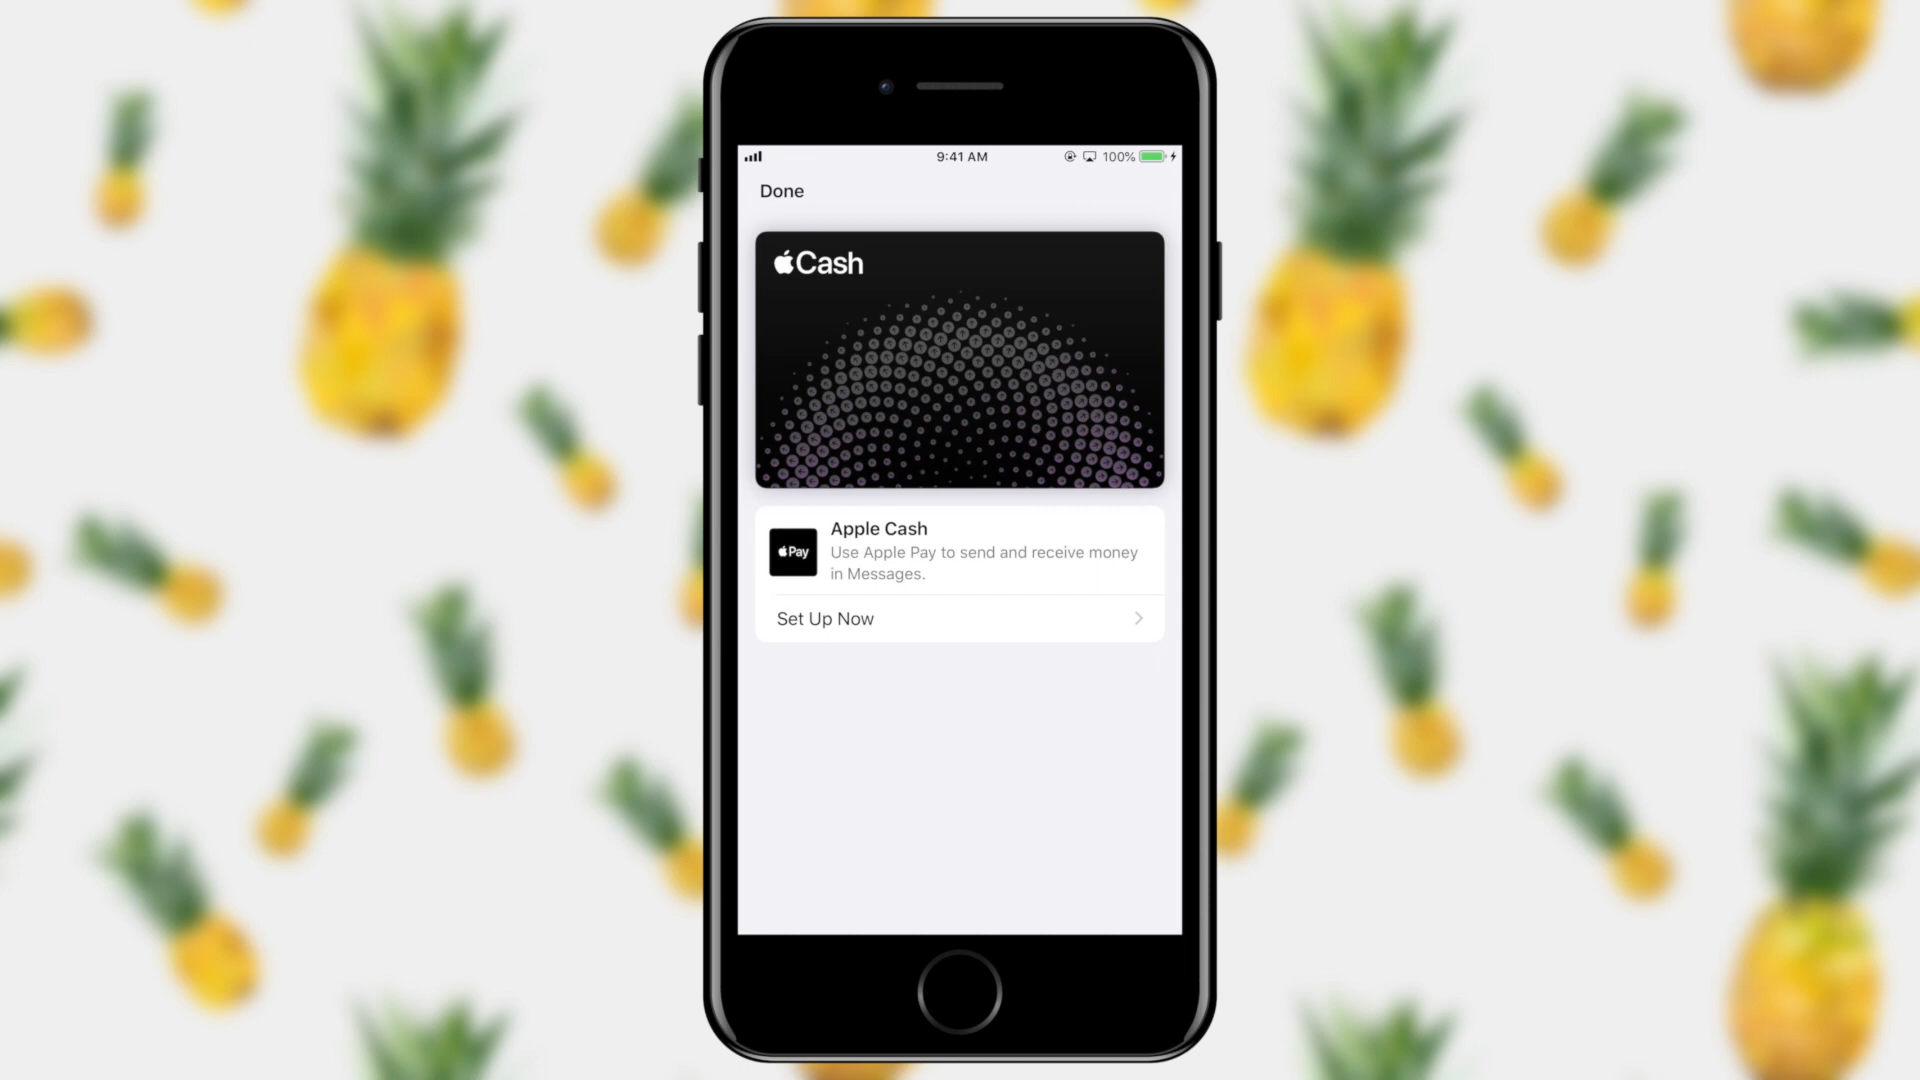 9:41 AM 100%
Done
Cash
Apple Cash
Pay
Use Apple Pay to send and receive money
in Messages.
Set Up Now